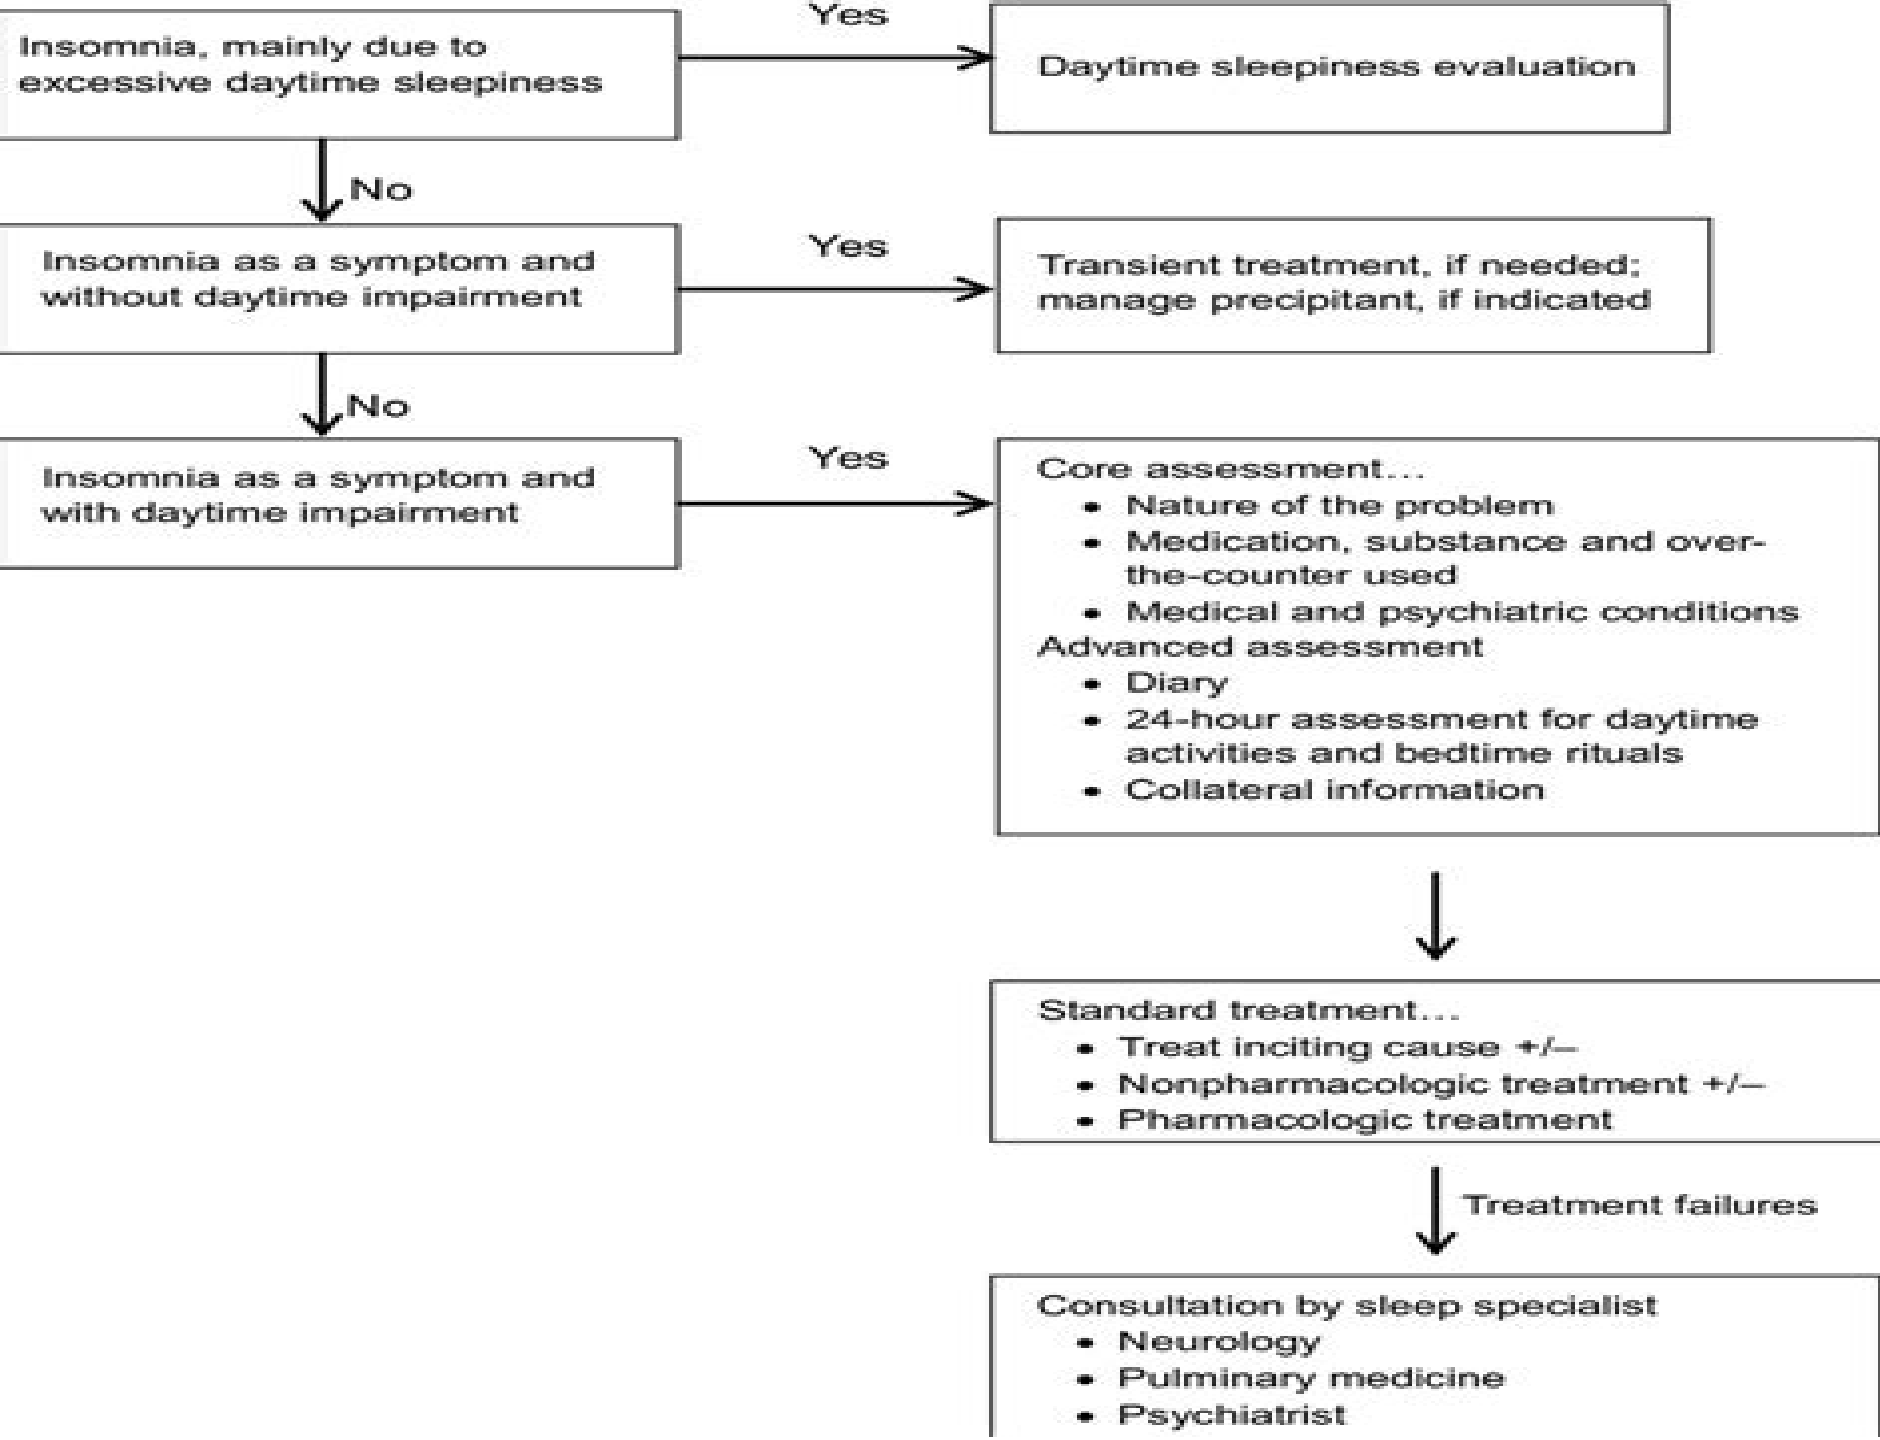 Yes
Insomnia, mainly due to
excessive daytime sleepiness
Daytime sleepiness evaluation
No
Yes
Insomnia as a symptom and
without daytime impairment
Transient treatment, if needed;
manage precipitant, if indicated
No
Yes
Insomnia as a symptom and
with daytime impairment
Core assessment...
• Nature of the problem
• Medication, substance and over-
the-counter used
• Medical and psychiatric conditions
Advanced assessment
• Diary
• 24-hour assessment for daytime
activities and bedtime rituals
• Collateral information
Standard treatment...
• Treat inciting cause +/–
• Nonpharmacologic treatment +/–
• Pharmacologic treatment
Treatment failures
Consultation by sleep specialist
• Neurology
• Pulminary medicine
• Psychiatrist